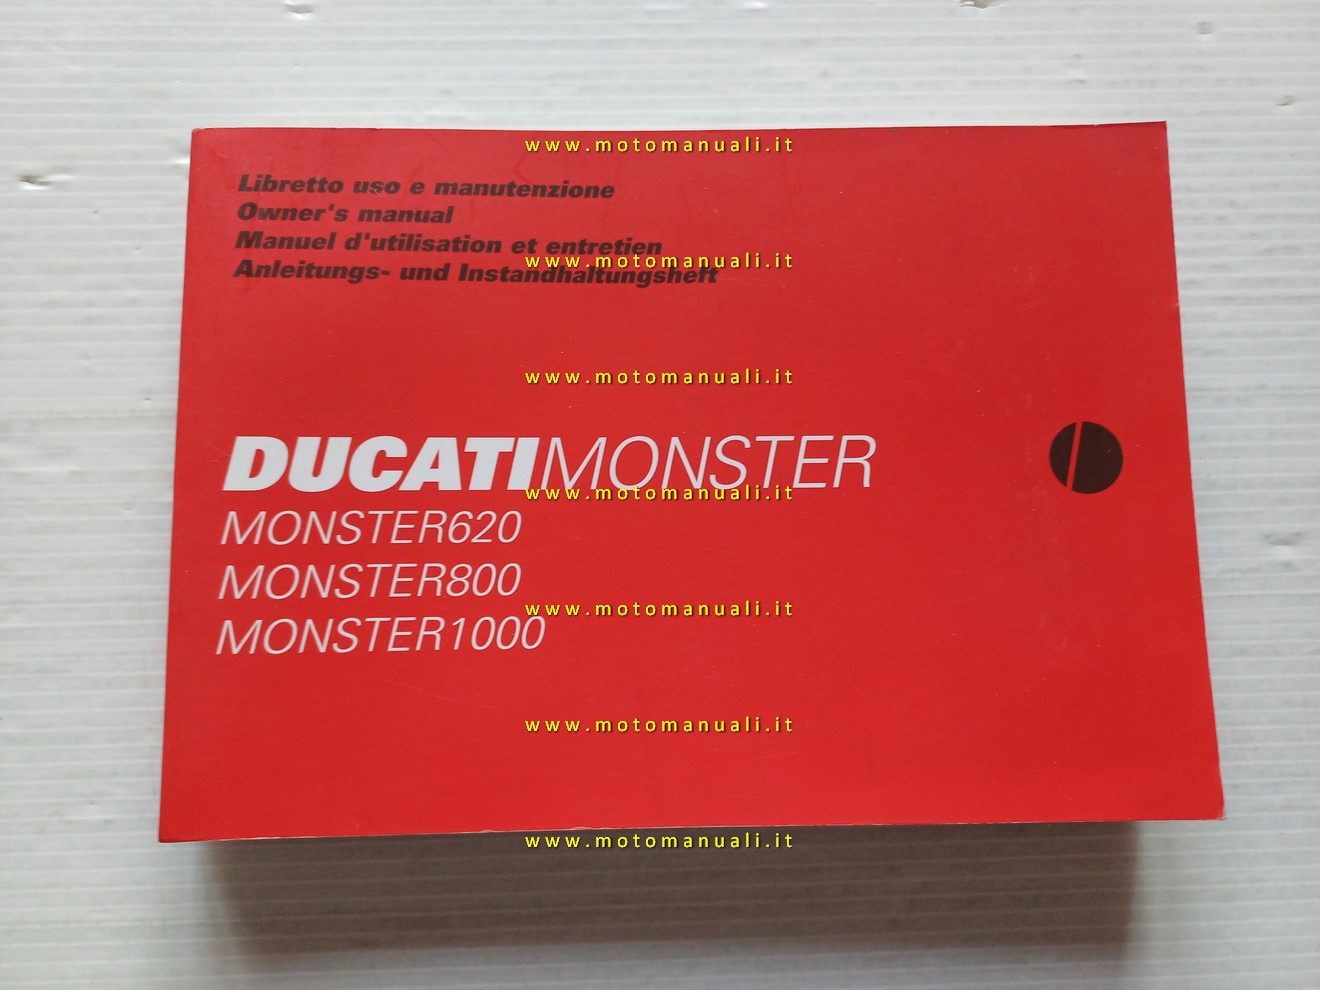 www.motomanuali.it
Libretto uso e manutenzione
Owner's manual
Manuel d'utilisation et entretien
www.motomanuali.it
Anleitungs- und Instandhaltungsheft
www.motomanuali.it
DUCATIMONSTER
www.motomanuali.it
MONSTER620
MONSTER800
www.motomanuali.it
MONSTER1000
www.motomanuali.it
www.motomanuali.it